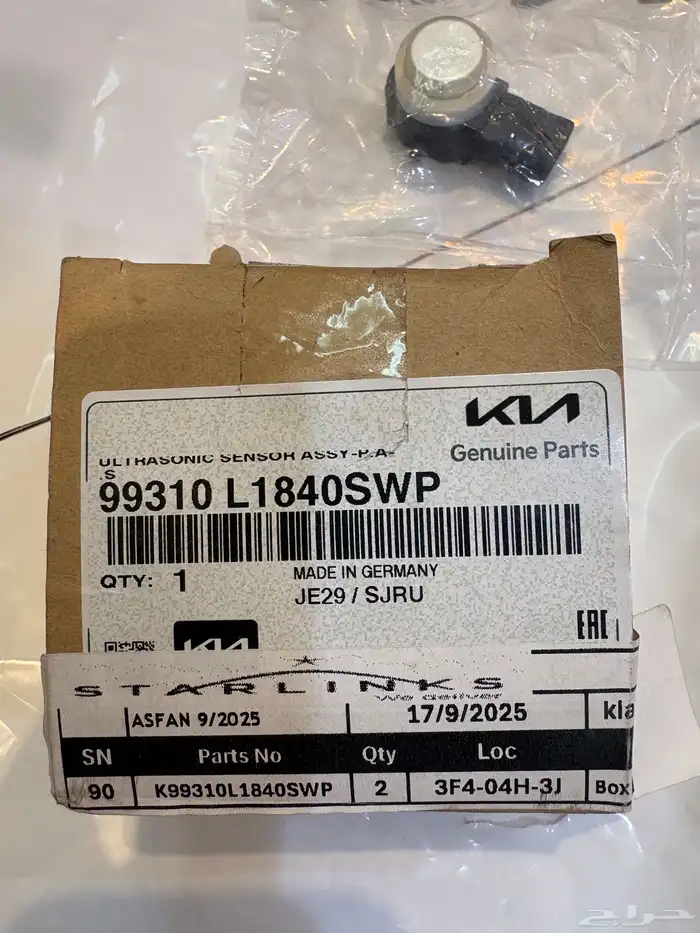 KIA
Genuine Parts
ULTRASONIC SENSOR ASSY-P.A-
.S
99310 L1840SWP
QTY: 1
MADE IN GERMANY
JE29 / SJRU
EAC
KIA
STARLINKS
We deliver
ASFAN 9/2025
17/9/2025
kia
SN Parts No Qty Loc
90 K99310L1840SWP 2 3F4-04H-3J Box
حراج